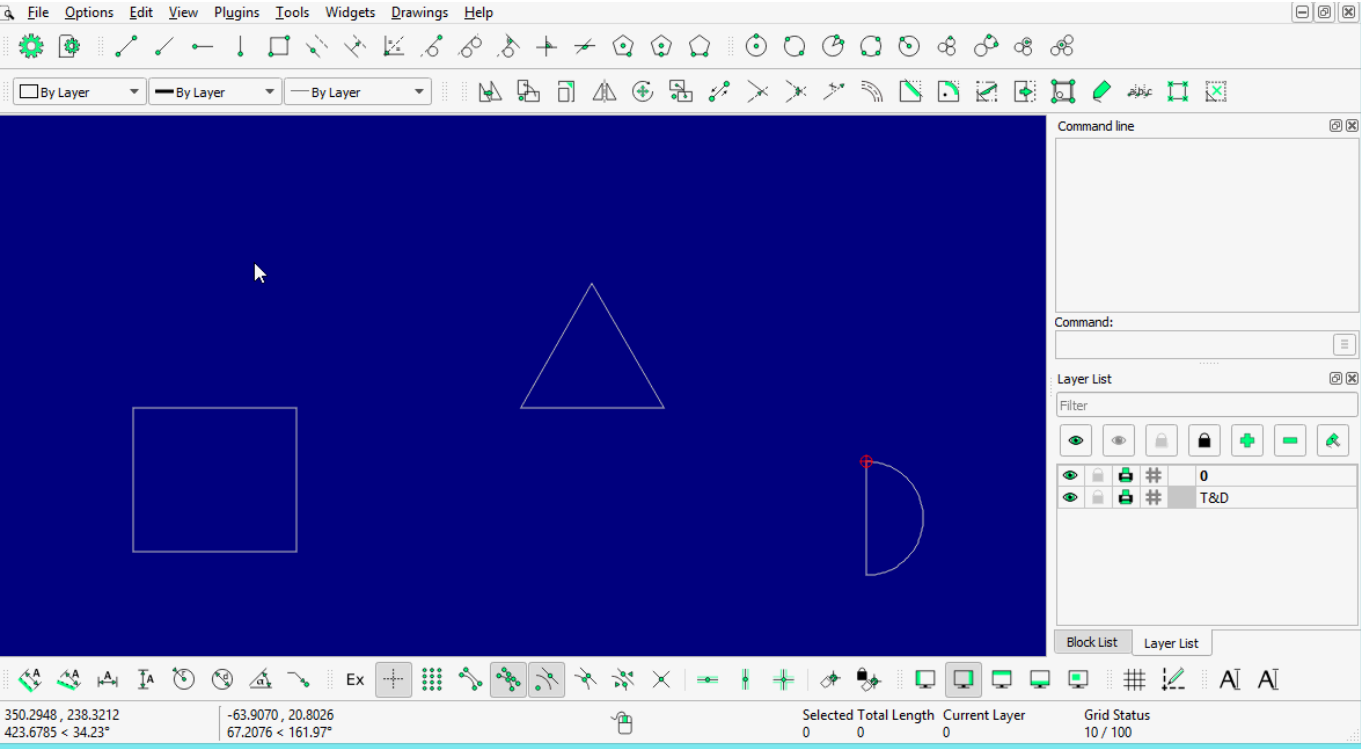 File Options Edit View Plugins Tools Widgets Drawings Help
By Layer By Layer By Layer
abc
Command line
Command:
Layer List
Filter
0
T&D
Block List Layer List
A A A A Ex A A
350.2948 , 238.3212 -63.9070 , 20.8026 Selected Total Length Current Layer Grid Status
423.6785 < 34.23° 67.2076 < 161.97° 0 0 0 10 / 100